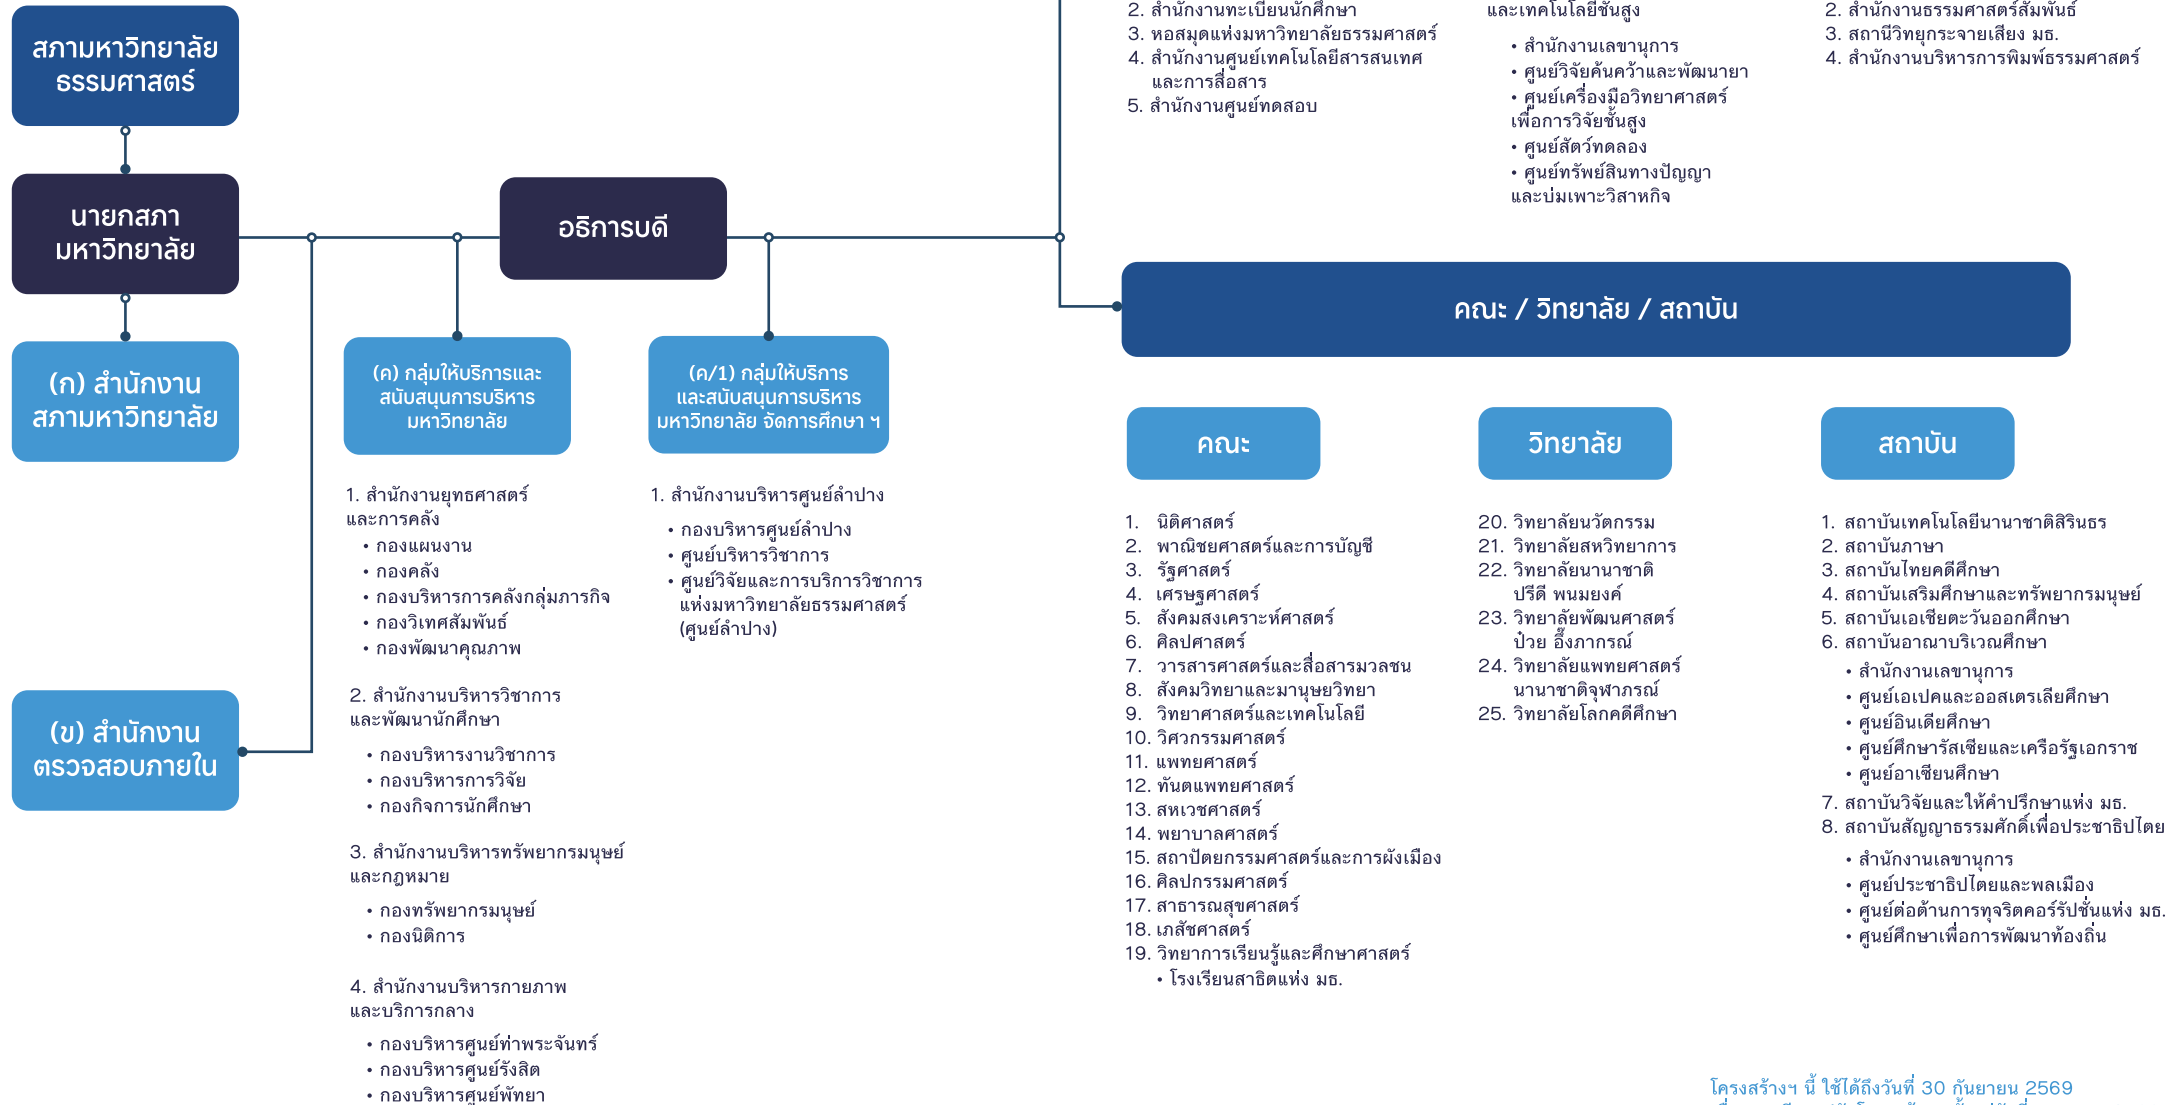 สภามหาวิทยาลัย
ธรรมศาสตร์
นายกสภา
มหาวิทยาลัย
(ก) สำนักงาน
สภามหาวิทยาลัย
(ข) สำนักงาน
ตรวจสอบภายใน
อธิการบดี
(ค) กลุ่มให้บริการและ
สนับสนุนการบริหาร
มหาวิทยาลัย
1. สำนักงานยุทธศาสตร์
และการคลัง
• กองแผนงาน
• กองคลัง
• กองบริหารการคลังกลุ่มภารกิจ
• กองวิเทศสัมพันธ์
• กองพัฒนาคุณภาพ
2. สำนักงานบริหารวิชาการ
และพัฒนานักศึกษา
• กองบริหารงานวิชาการ
• กองบริหารการวิจัย
• กองกิจการนักศึกษา
3. สำนักงานบริหารทรัพยากรมนุษย์
และกฎหมาย
• กองทรัพยากรมนุษย์
• กองนิติการ
4. สำนักงานบริหารกายภาพ
และบริการกลาง
• กองบริหารศูนย์ท่าพระจันทร์
• กองบริหารศูนย์รังสิต
• กองบริหารศูนย์พัทยา
(ค/1) กลุ่มให้บริการ
และสนับสนุนการบริหาร
มหาวิทยาลัย จัดการศึกษา ฯ
1. สำนักงานบริหารศูนย์ลำปาง
• กองบริหารศูนย์ลำปาง
• ศูนย์บริหารวิชาการ
• ศูนย์วิจัยและการบริการวิชาการ
แห่งมหาวิทยาลัยธรรมศาสตร์
(ศูนย์ลำปาง)
2. สำนักงานทะเบียนนักศึกษา
3. หอสมุดแห่งมหาวิทยาลัยธรรมศาสตร์
4. สำนักงานศูนย์เทคโนโลยีสารสนเทศ
และการสื่อสาร
5. สำนักงานศูนย์ทดสอบ
และเทคโนโลยีชั้นสูง
• สำนักงานเลขานุการ
• ศูนย์วิจัยค้นคว้าและพัฒนายา
• ศูนย์เครื่องมือวิทยาศาสตร์
เพื่อการวิจัยชั้นสูง
• ศูนย์สัตว์ทดลอง
• ศูนย์ทรัพย์สินทางปัญญา
และบ่มเพาะวิสาหกิจ
2. สำนักงานธรรมศาสตร์สัมพันธ์
3. สถานีวิทยุกระจายเสียง มธ.
4. สำนักงานบริหารการพิมพ์ธรรมศาสตร์
คณะ / วิทยาลัย / สถาบัน
คณะ
1. นิติศาสตร์
2. พาณิชยศาสตร์และการบัญชี
3. รัฐศาสตร์
4. เศรษฐศาสตร์
5. สังคมสงเคราะห์ศาสตร์
6. ศิลปศาสตร์
7. วารสารศาสตร์และสื่อสารมวลชน
8. สังคมวิทยาและมานุษยวิทยา
9. วิทยาศาสตร์และเทคโนโลยี
10. วิศวกรรมศาสตร์
11. แพทยศาสตร์
12. ทันตแพทยศาสตร์
13. สหเวชศาสตร์
14. พยาบาลศาสตร์
15. สถาปัตยกรรมศาสตร์และการผังเมือง
16. ศิลปกรรมศาสตร์
17. สาธารณสุขศาสตร์
18. เภสัชศาสตร์
19. วิทยาการเรียนรู้และศึกษาศาสตร์
• โรงเรียนสาธิตแห่ง มธ.
วิทยาลัย
20. วิทยาลัยนวัตกรรม
21. วิทยาลัยสหวิทยาการ
22. วิทยาลัยนานาชาติ
ปรีดี พนมยงค์
23. วิทยาลัยพัฒนศาสตร์
ป๋วย อึ๊งภากรณ์
24. วิทยาลัยแพทยศาสตร์
นานาชาติจุฬาภรณ์
25. วิทยาลัยโลกคดีศึกษา
สถาบัน
1. สถาบันเทคโนโลยีนานาชาติสิรินธร
2. สถาบันภาษา
3. สถาบันไทยคดีศึกษา
4. สถาบันเสริมศึกษาและทรัพยากรมนุษย์
5. สถาบันเอเชียตะวันออกศึกษา
6. สถาบันอาณาบริเวณศึกษา
• สำนักงานเลขานุการ
• ศูนย์เอเปคและออสเตรเลียศึกษา
• ศูนย์อินเดียศึกษา
• ศูนย์ศึกษารัสเซียและเครือรัฐเอกราช
• ศูนย์อาเซียนศึกษา
7. สถาบันวิจัยและให้คำปรึกษาแห่ง มธ.
8. สถาบันสัญญาธรรมศักดิ์เพื่อประชาธิปไตย
• สำนักงานเลขานุการ
• ศูนย์ประชาธิปไตยและพลเมือง
• ศูนย์ต่อต้านการทุจริตคอร์รัปชั่นแห่ง มธ.
• ศูนย์ศึกษาเพื่อการพัฒนาท้องถิ่น
โครงสร้างฯ นี้ ใช้ได้ถึงวันที่ 30 กันยายน 2569